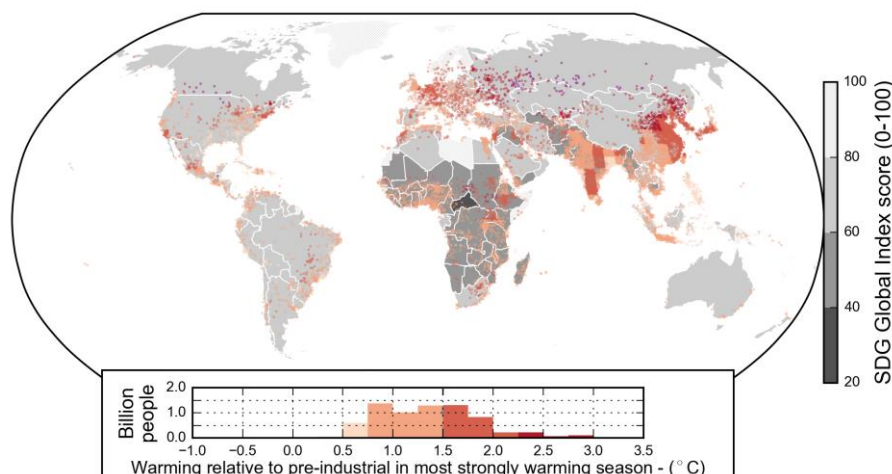 100
80
60
40
20
SDG Global Index score (0-100)
Billion
people
2.0
1.0
0.0
−1.0 −0.5 0.0 0.5 1.0 1.5 2.0 2.5 3.0 3.5
Warming relative to pre-industrial in most strongly warming season - (°C)